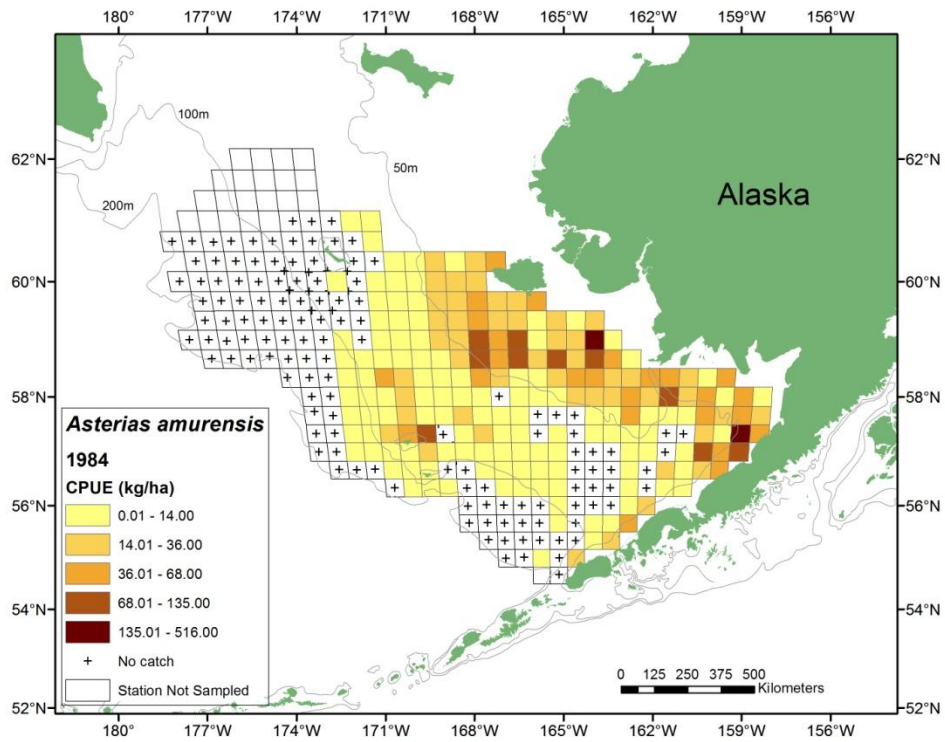 180° 177°W 174°W 171°W 168°W 165°W 162°W 159°W 156°W
100m
62°N 50m 62°N
200m
Alaska
60°N 60°N
58°N 58°N
Asterias amurensis
1984
CPUE (kg/ha)
0.01 - 14.00
14.01 - 36.00
36.01 - 68.00
68.01 - 135.00
135.01 - 516.00
+ No catch
Station Not Sampled
56°N 56°N
54°N 54°N
0 125 250 375 500
Kilometers
52°N 52°N
180° 177°W 174°W 171°W 168°W 165°W 162°W 159°W 156°W